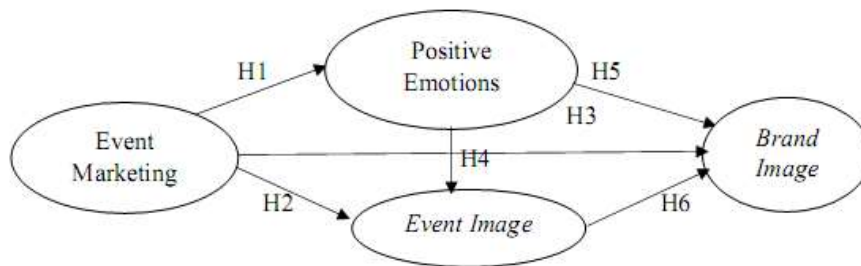 Positive
Emotions
H1
H5
H3
Event
Marketing
Brand
Image
H4
H2
Event Image
H6